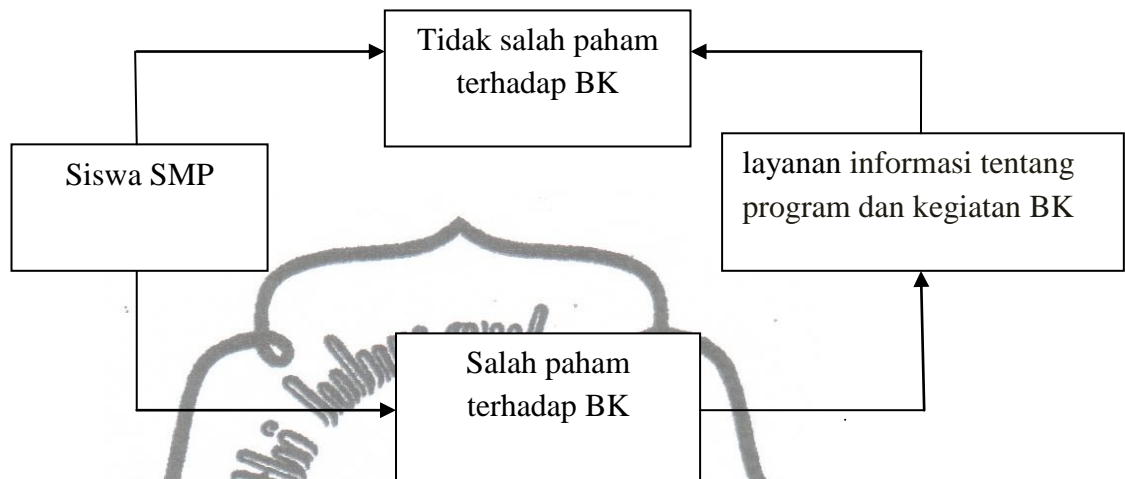 Tidak salah paham
terhadap BK
Siswa SMP
layanan informasi tentang
program dan kegiatan BK
Salah paham
terhadap BK